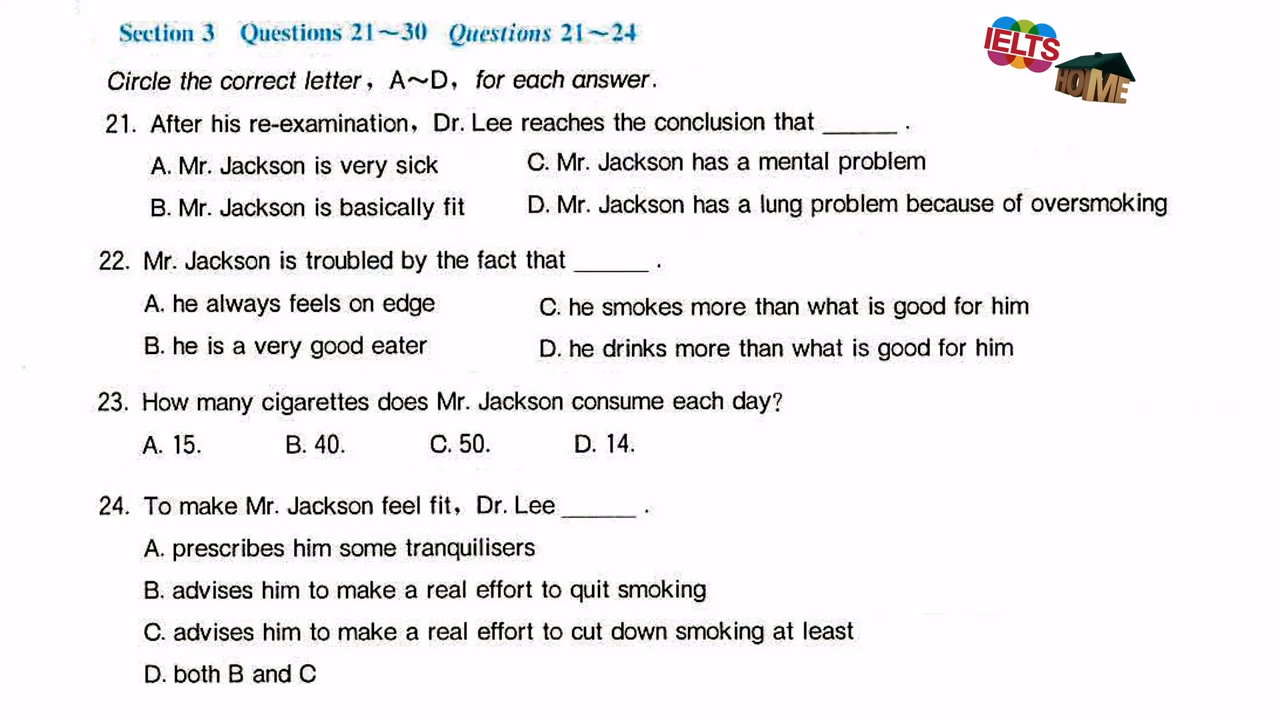 Section 3 Questions 21~30 Questions 21~24
IELTS
HOME
Circle the correct letter, A~D, for each answer.
21. After his re-examination, Dr. Lee reaches the conclusion that ______ .
A. Mr. Jackson is very sick C. Mr. Jackson has a mental problem
B. Mr. Jackson is basically fit D. Mr. Jackson has a lung problem because of oversmoking
22. Mr. Jackson is troubled by the fact that ______ .
A. he always feels on edge C. he smokes more than what is good for him
B. he is a very good eater D. he drinks more than what is good for him
23. How many cigarettes does Mr. Jackson consume each day?
A. 15. B. 40. C. 50. D. 14.
24. To make Mr. Jackson feel fit, Dr. Lee ______ .
A. prescribes him some tranquilisers
B. advises him to make a real effort to quit smoking
C. advises him to make a real effort to cut down smoking at least
D. both B and C